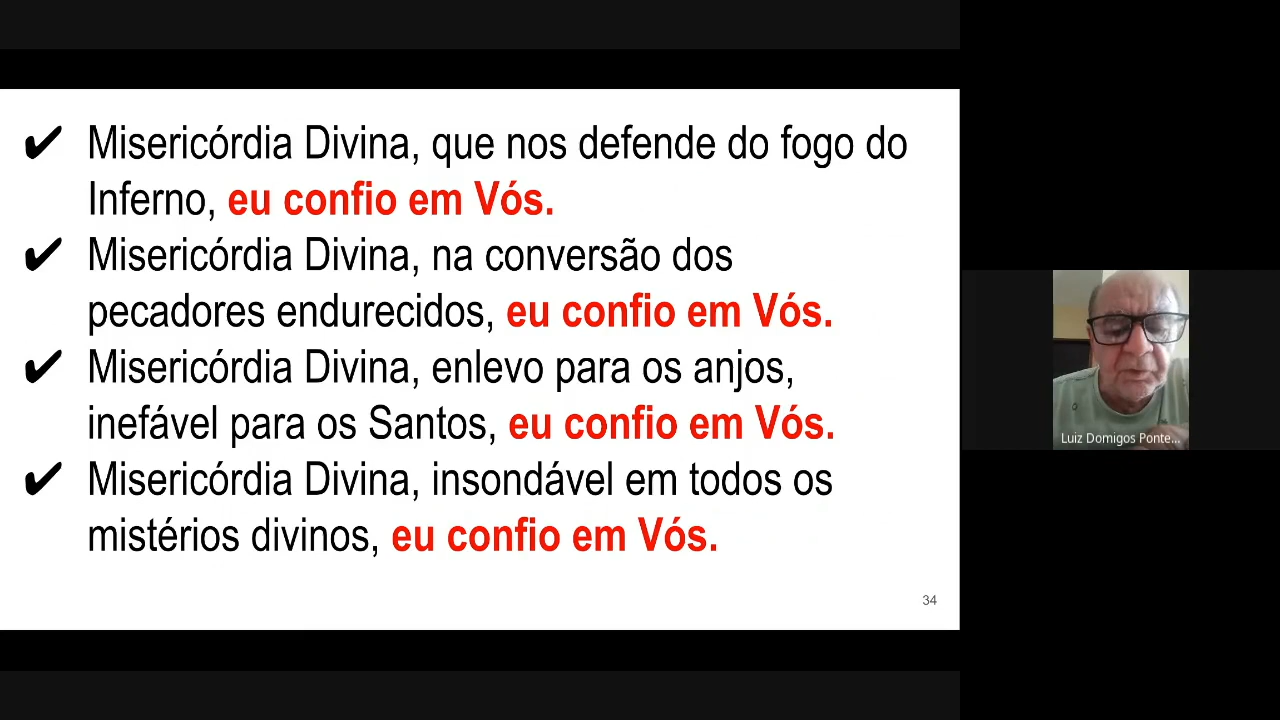 ✔ Misericórdia Divina, que nos defende do fogo do
Inferno, eu confio em Vós.
✔ Misericórdia Divina, na conversão dos
pecadores endurecidos, eu confio em Vós.
✔ Misericórdia Divina, enlevo para os anjos,
inefável para os Santos, eu confio em Vós.
✔ Misericórdia Divina, insondável em todos os
mistérios divinos, eu confio em Vós.
34
Luiz Domigos Ponte...